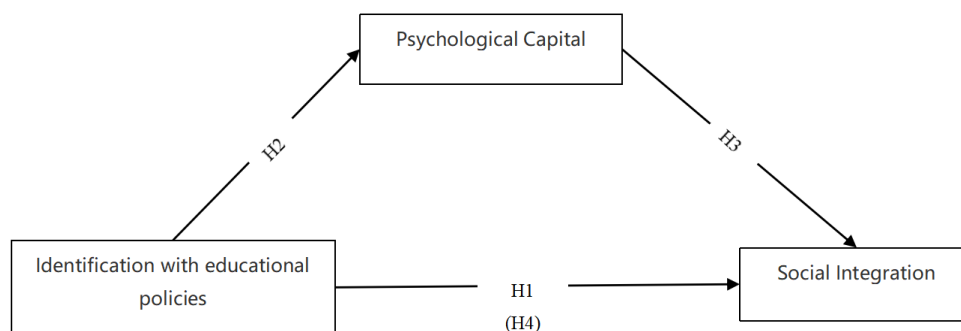 Psychological Capital
H2
H3
Identification with educational
policies
H1
(H4)
Social Integration